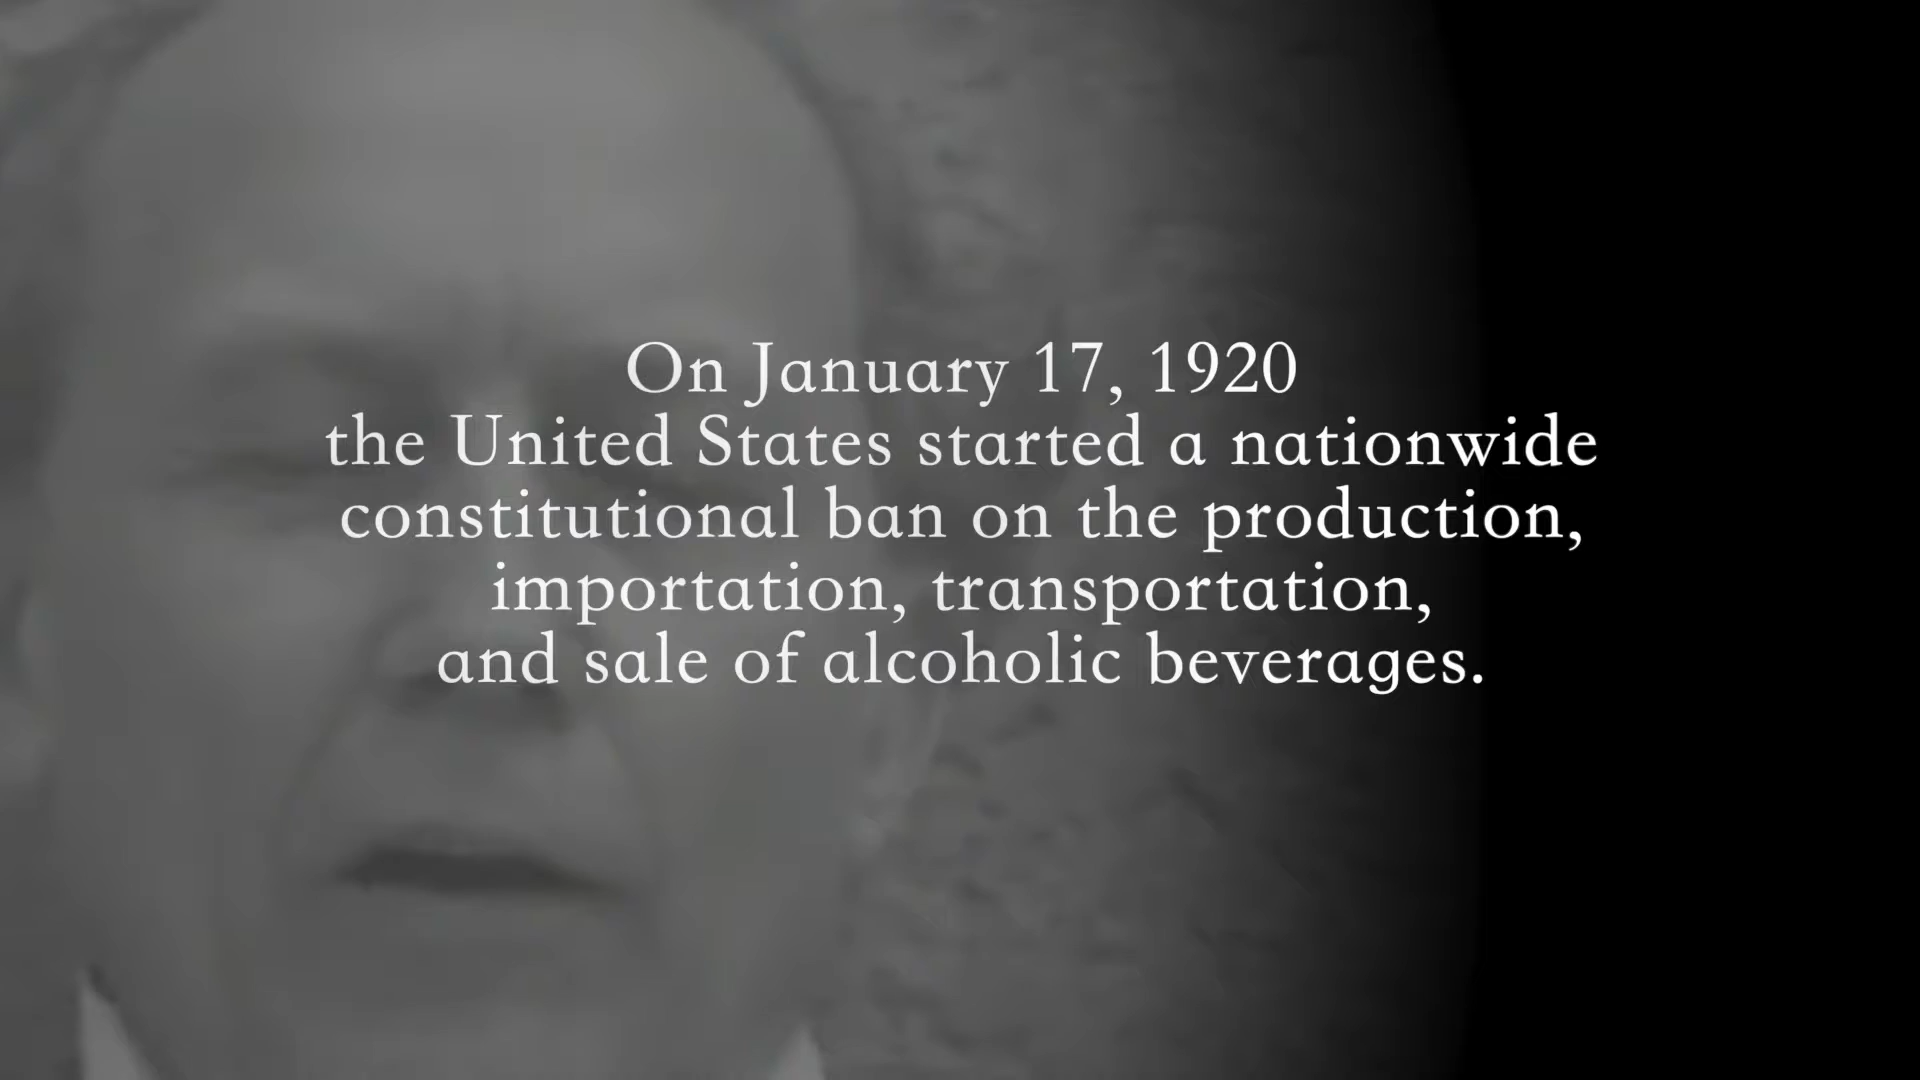 On January 17, 1920
the United States started a nationwide
constitutional ban on the production,
importation, transportation,
and sale of alcoholic beverages.